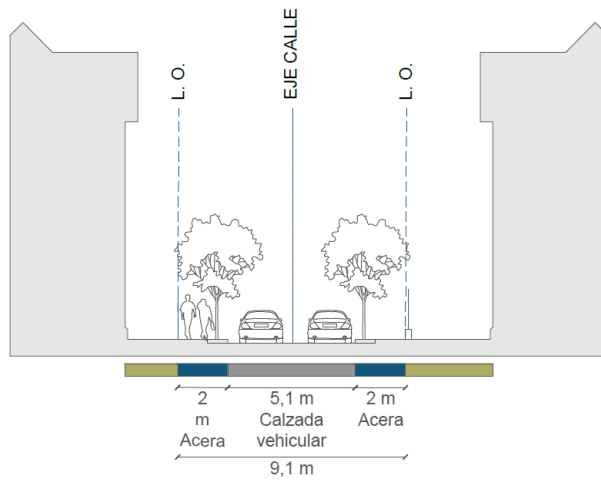 L. O.
EJE CALLE
L. O.
2
m
Acera
5,1 m
Calzada
vehicular
2 m
Acera
9,1 m